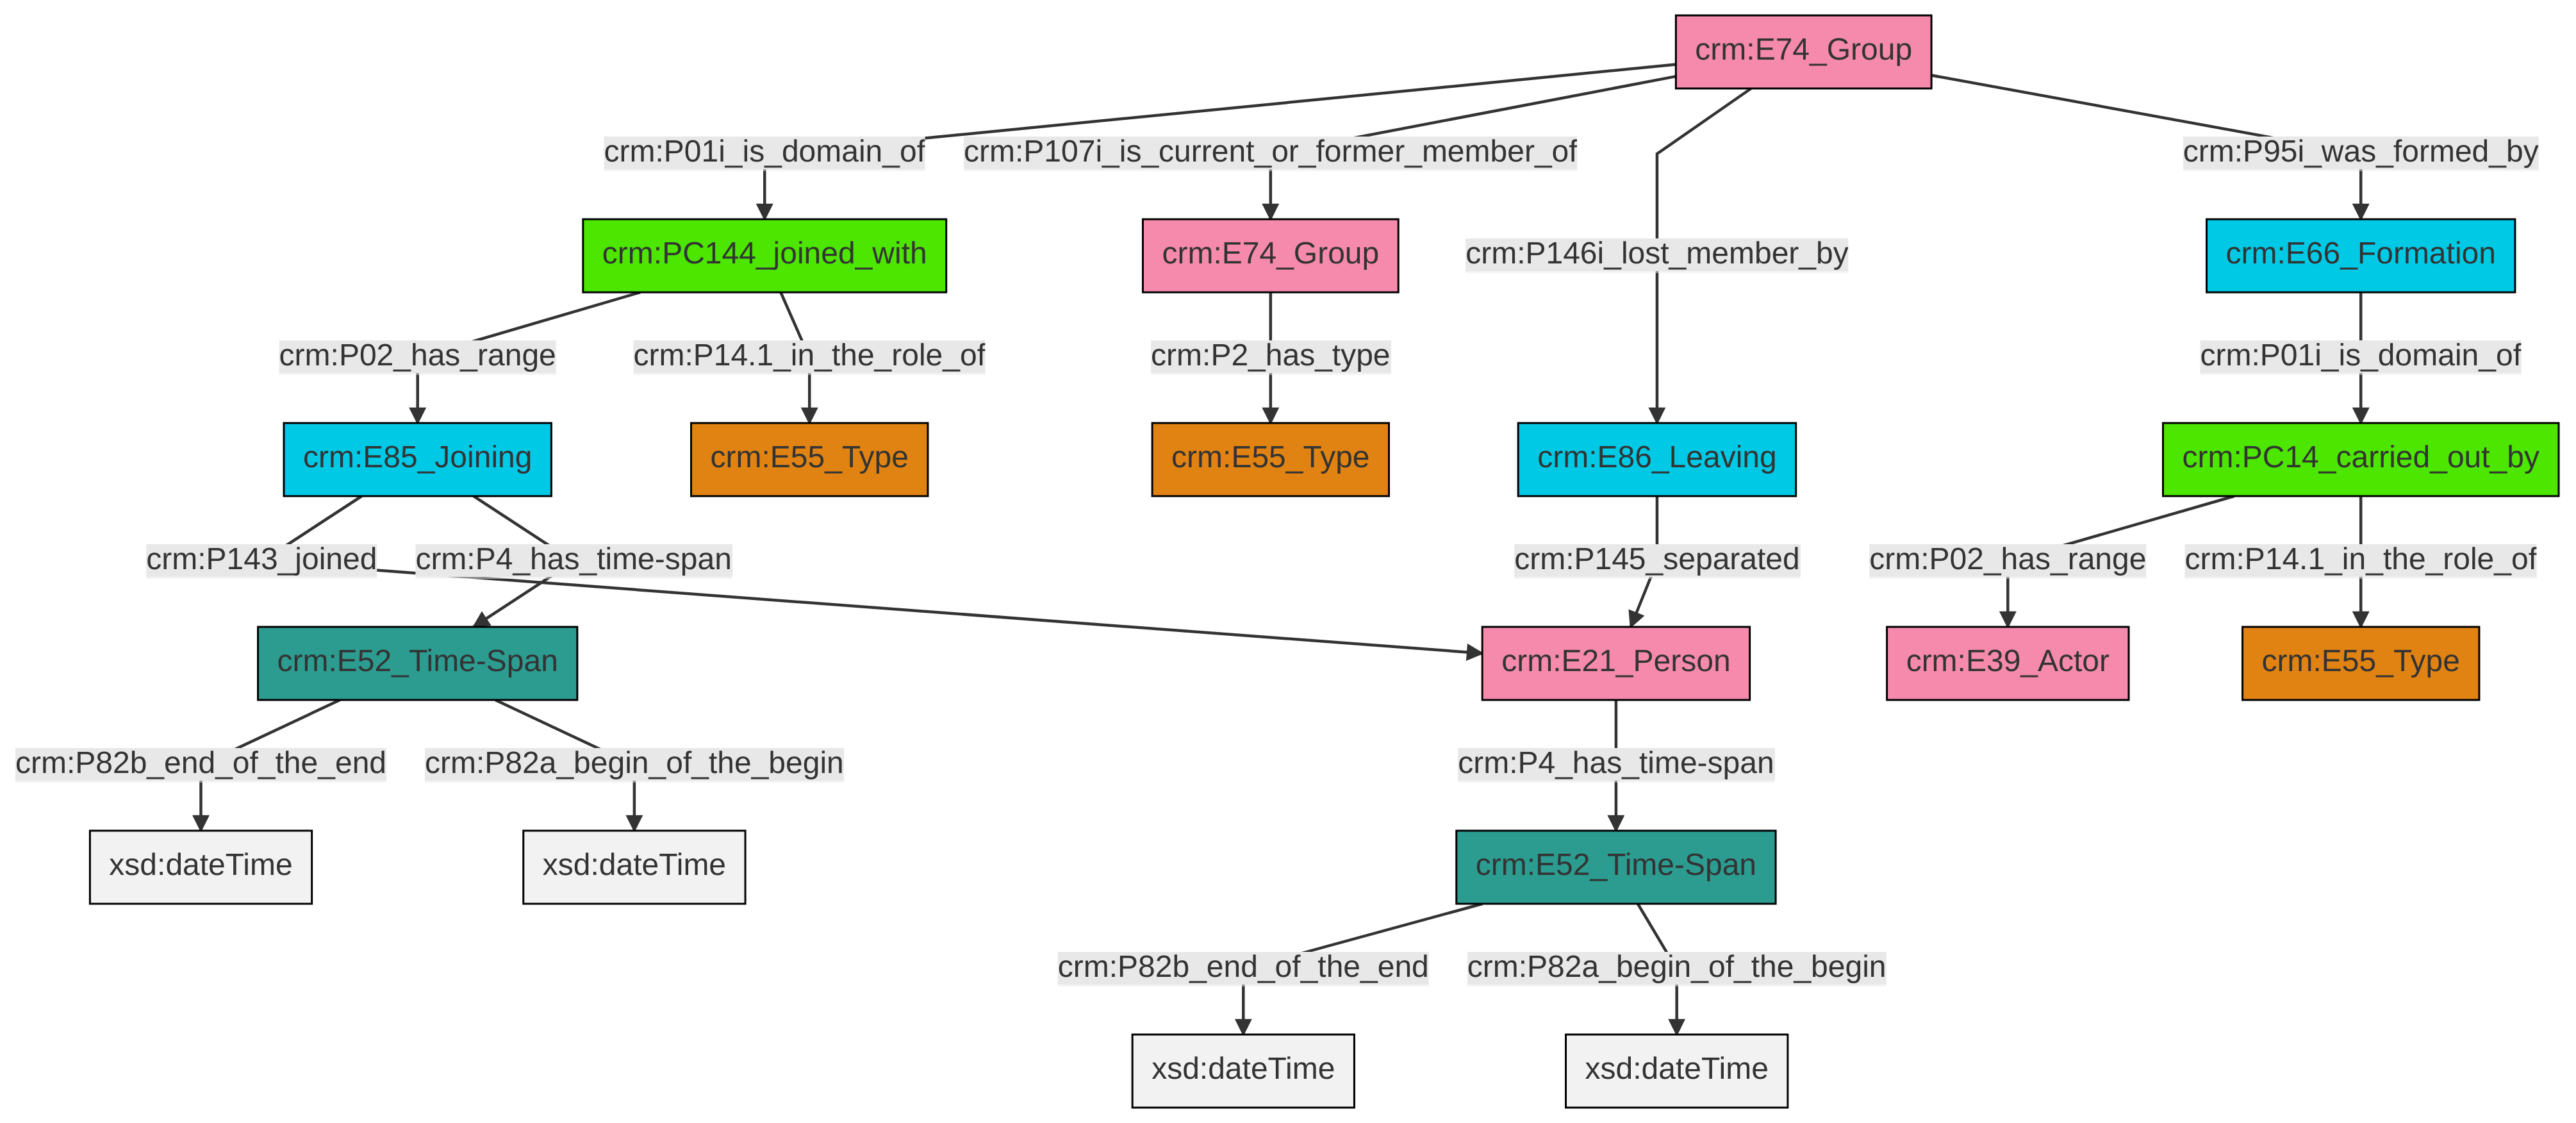 crm:E74_Group
crm:P01i_is_domain_of
crm:P107i_is_current_or_former_member_of
crm:P95i_was_formed_by
crm:PC144_joined_with
crm:E74_Group
crm:P146i_lost_member_by
crm:E66_Formation
crm:P02_has_range
crm:P14.1_in_the_role_of
crm:P2_has_type
crm:P01i_is_domain_of
crm:E85_Joining
crm:E55_Type
crm:E55_Type
crm:E86_Leaving
crm:PC14_carried_out_by
crm:P143_joined
crm:P4_has_time-span
crm:P145_separated
crm:P02_has_range
crm:P14.1_in_the_role_of
crm:E52_Time-Span
crm:E21_Person
crm:E39_Actor
crm:E55_Type
crm:P82b_end_of_the_end
crm:P82a_begin_of_the_begin
crm:P4_has_time-span
xsd:dateTime
xsd:dateTime
crm:E52_Time-Span
crm:P82b_end_of_the_end
crm:P82a_begin_of_the_begin
xsd:dateTime
xsd:dateTime